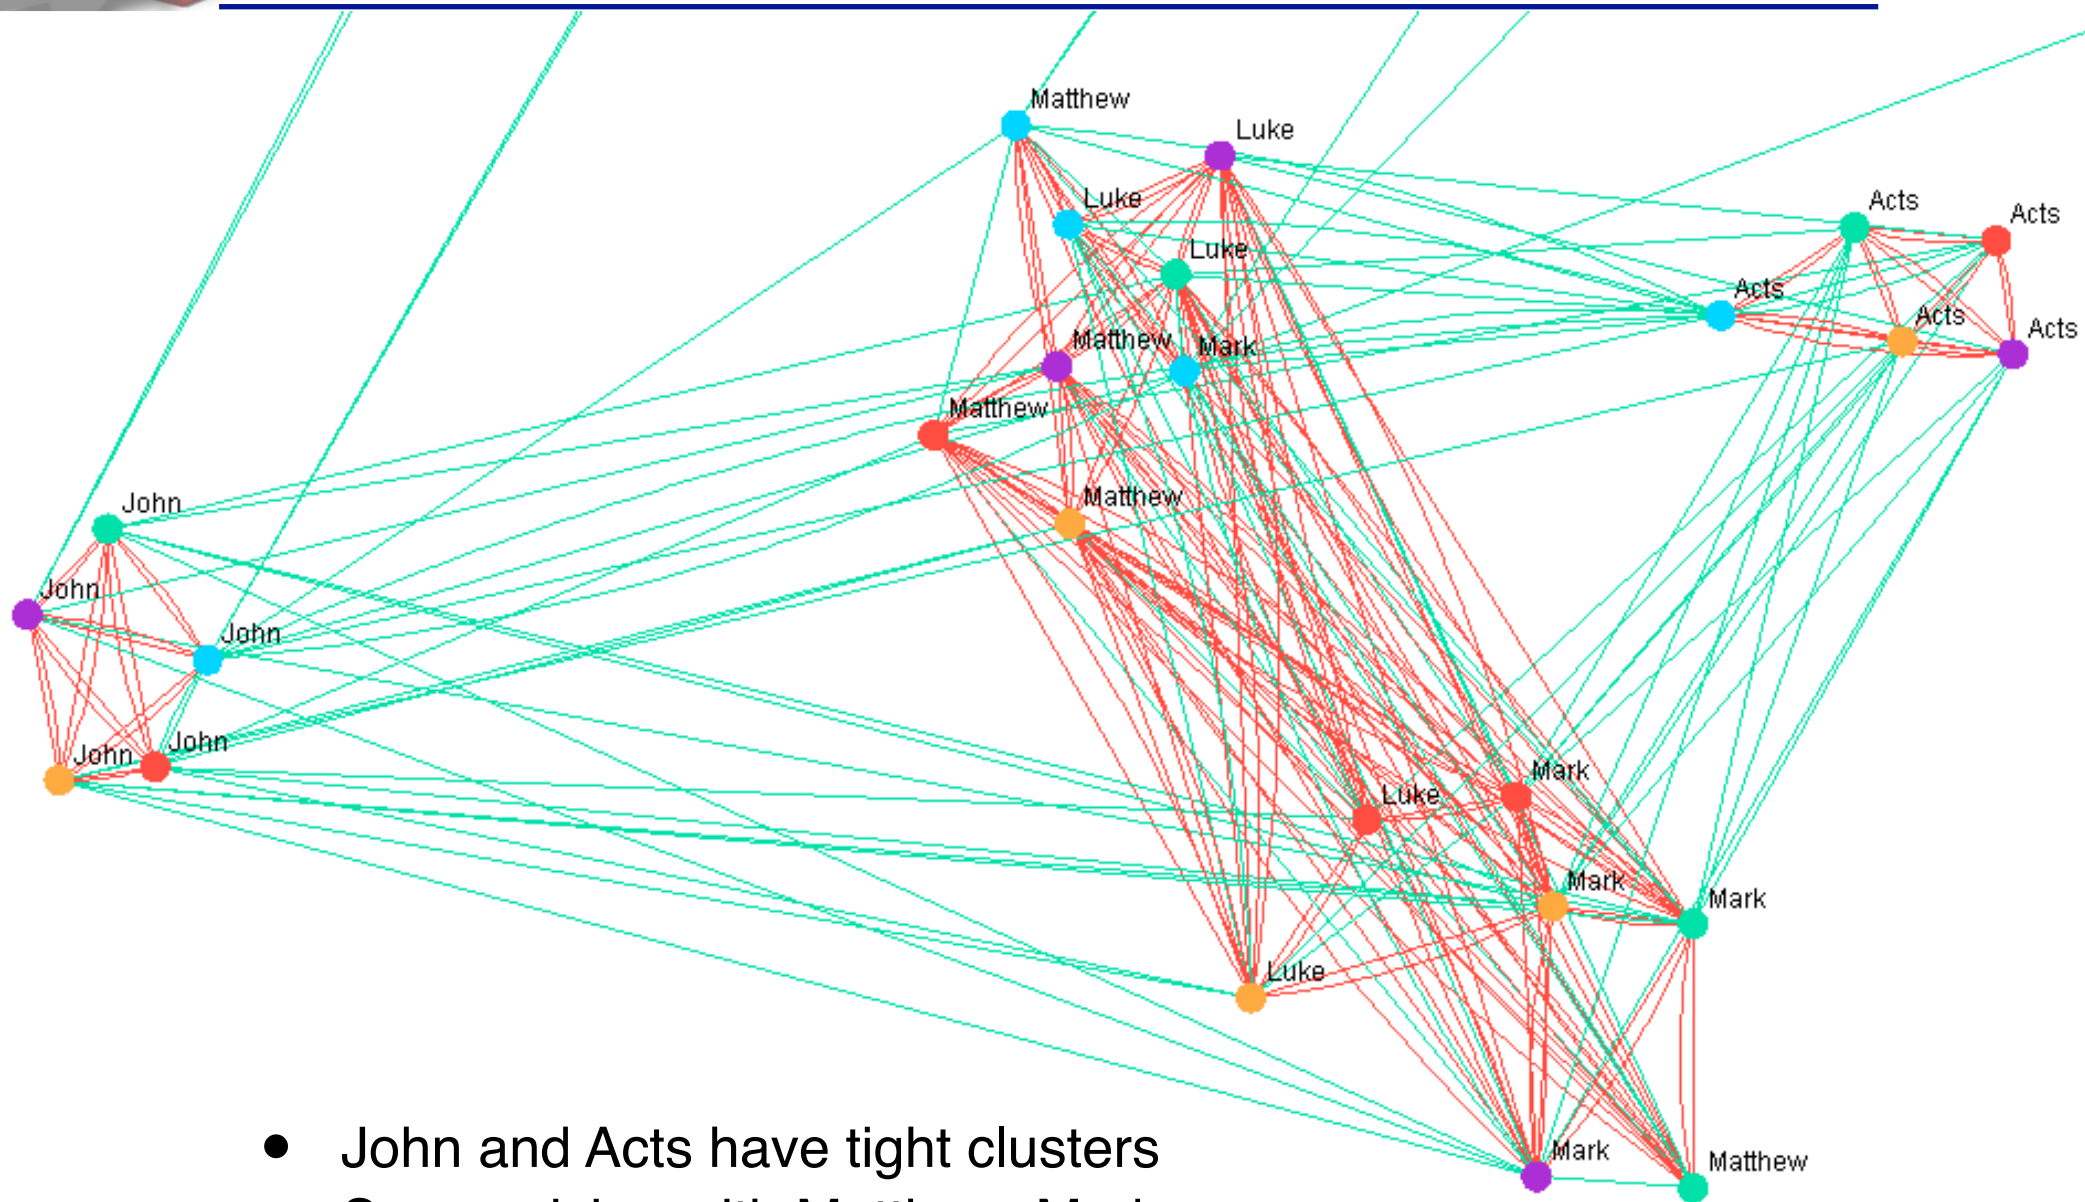 Matthew
Luke
Luke
Acts
Acts
Luke
Acts
Acts
Acts
Matthew
Mark
Matthew
Matthew
John
John
John
John
John
Mark
Luke
Mark
Mark
Luke
Mark
Matthew
• John and Acts have tight clusters